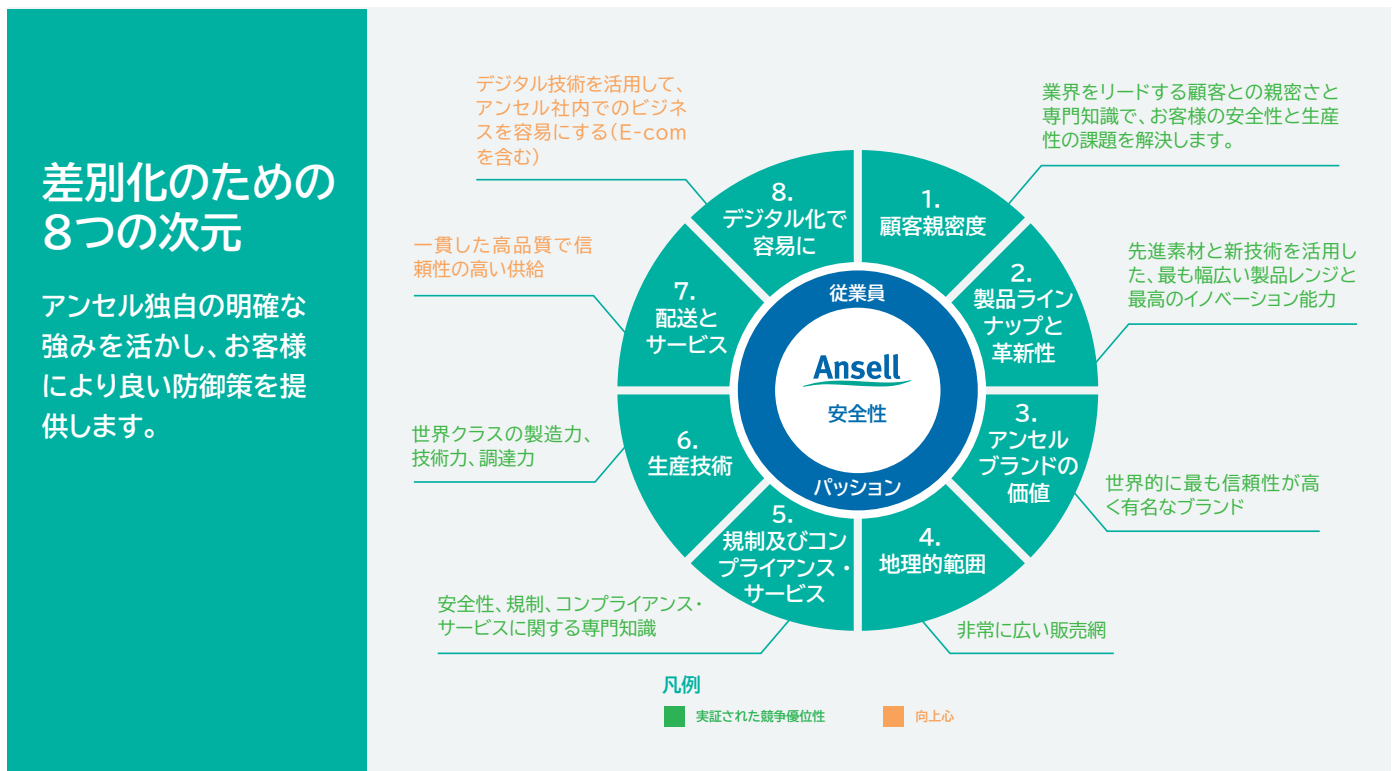 差別化のための
8つの次元
アンセル独自の明確な
強みを活かし、お客様
により良い防御策を提
供します。
デジタル技術を活用して、
アンセル社内でのビジネ
スを容易にする（E-com
を含む）
業界をリードする顧客との親密さと
専門知識で、お客様の安全性と生産
性の課題を解決します。
一貫した高品質で信
頼性の高い供給
先進素材と新技術を活用し
た、最も幅広い製品レンジと
最高のイノベーション能力
世界クラスの製造力、
技術力、調達力
世界的に最も信頼性が高
く有名なブランド
安全性、規制、コンプライアンス・
サービスに関する専門知識
非常に広い販売網
1.
顧客親密度
2.
製品ライン
ナップと
革新性
3.
アンセル
ブランドの
価値
4.
地理的範囲
5.
規制及びコン
プライアンス・
サービス
6.
生産技術
7.
配送と
サービス
8.
デジタル化で
容易に
従業員
Ansell
安全性
パッション
凡例
実証された競争優位性
向上心